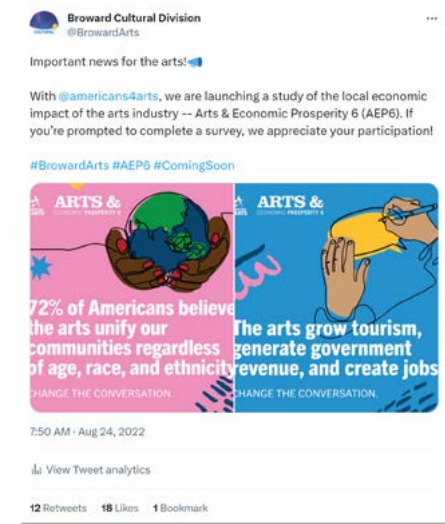 Broward Cultural Division
@BrowardArts
Important news for the arts!
With @americans4arts, we are launching a study of the local economic
impact of the arts industry -- Arts & Economic Prosperity 6 (AEP6). If
you're prompted to complete a survey, we appreciate your participation!
#BrowardArts #AEP6 #ComingSoon
ARTS &
ECONOMIC PROSPERITY 6
72% of Americans believe
the arts unify our
communities regardless
of age, race, and ethnicity
CHANGE THE CONVERSATION.
ARTS &
ECONOMIC PROSPERITY 6
The arts grow tourism,
generate government
revenue, and create jobs
CHANGE THE CONVERSATION.
7:50 AM · Aug 24, 2022
View Tweet analytics
12 Retweets 18 Likes 1 Bookmark